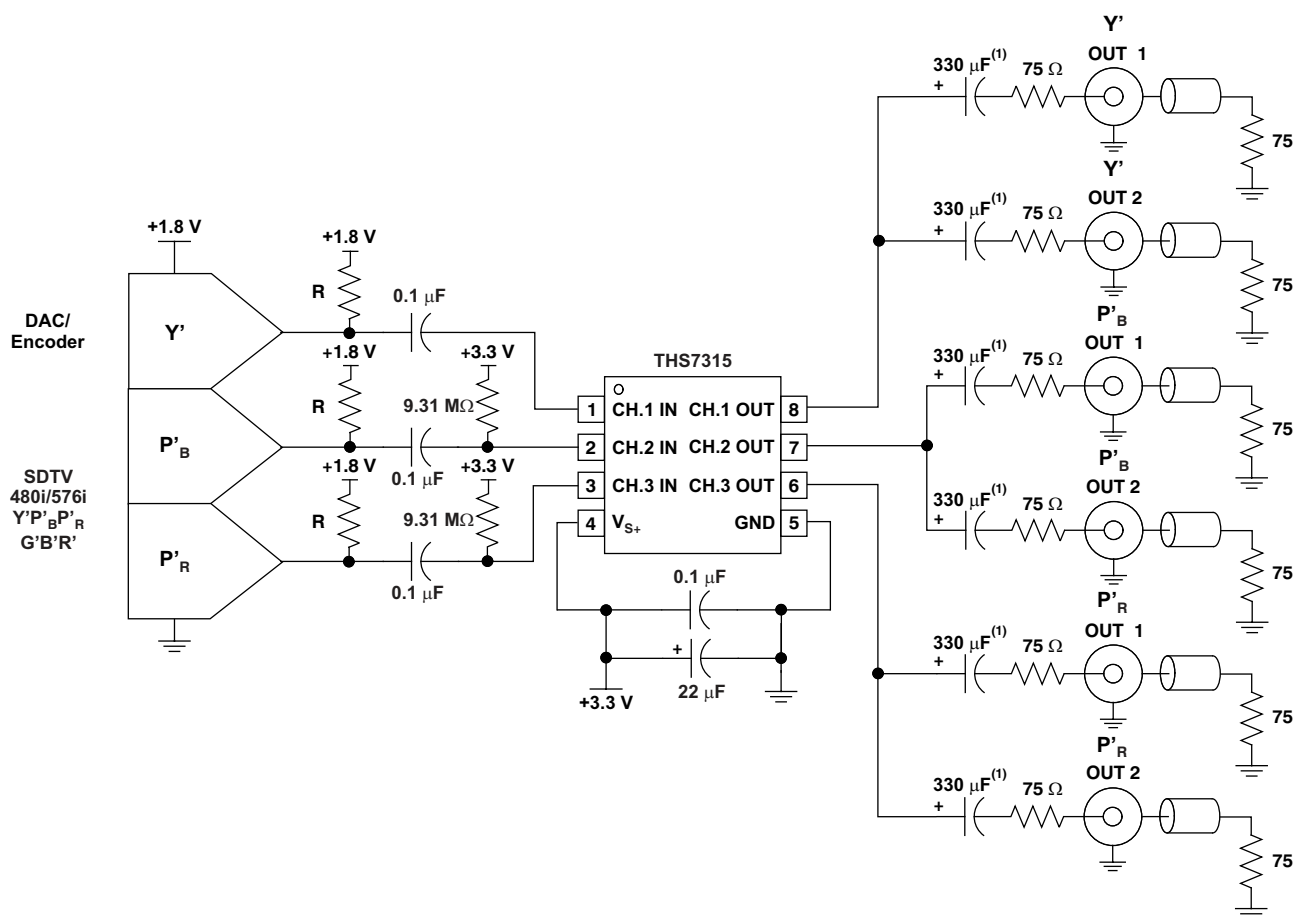 Y'
OUT 1
330 µF(1)
+
75 Ω
75
Y'
OUT 2
330 µF(1)
+
75 Ω
75
P'B
OUT 1
330 µF(1)
+
75 Ω
75
P'B
OUT 2
330 µF(1)
+
75 Ω
75
P'R
OUT 1
330 µF(1)
+
75 Ω
75
P'R
OUT 2
330 µF(1)
+
75 Ω
75
+1.8 V
DAC/
Encoder
Y'
P'B
P'R
SDTV
480i/576i
Y'P'BP'R
G'B'R'
+1.8 V
R
0.1 µF
+1.8 V
R
0.1 µF
+3.3 V
9.31 MΩ
+1.8 V
R
0.1 µF
+3.3 V
9.31 MΩ
THS7315
1 CH.1 IN CH.1 OUT 8
2 CH.2 IN CH.2 OUT 7
3 CH.3 IN CH.3 OUT 6
4 VS+ GND 5
0.1 µF
+
22 µF
+3.3 V